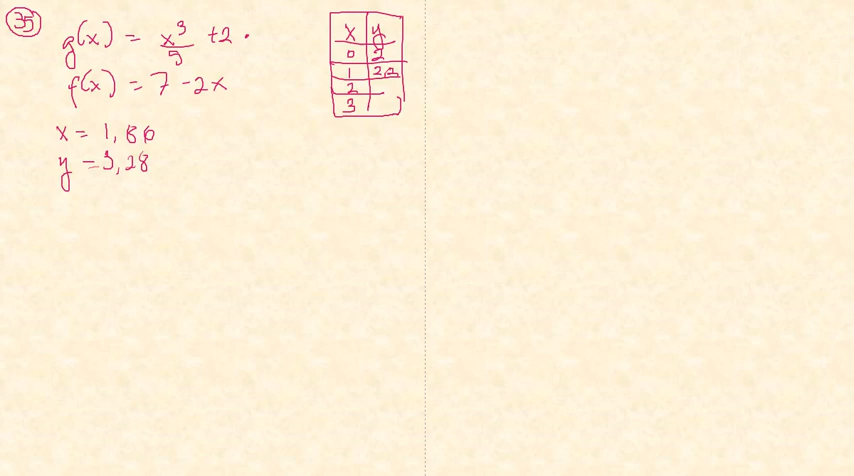 35
g(x) = x³/5 +2 .
f(x) = 7 -2x
x = 1,86
y = 3,28
x y
0 2
1 2,2
2
3